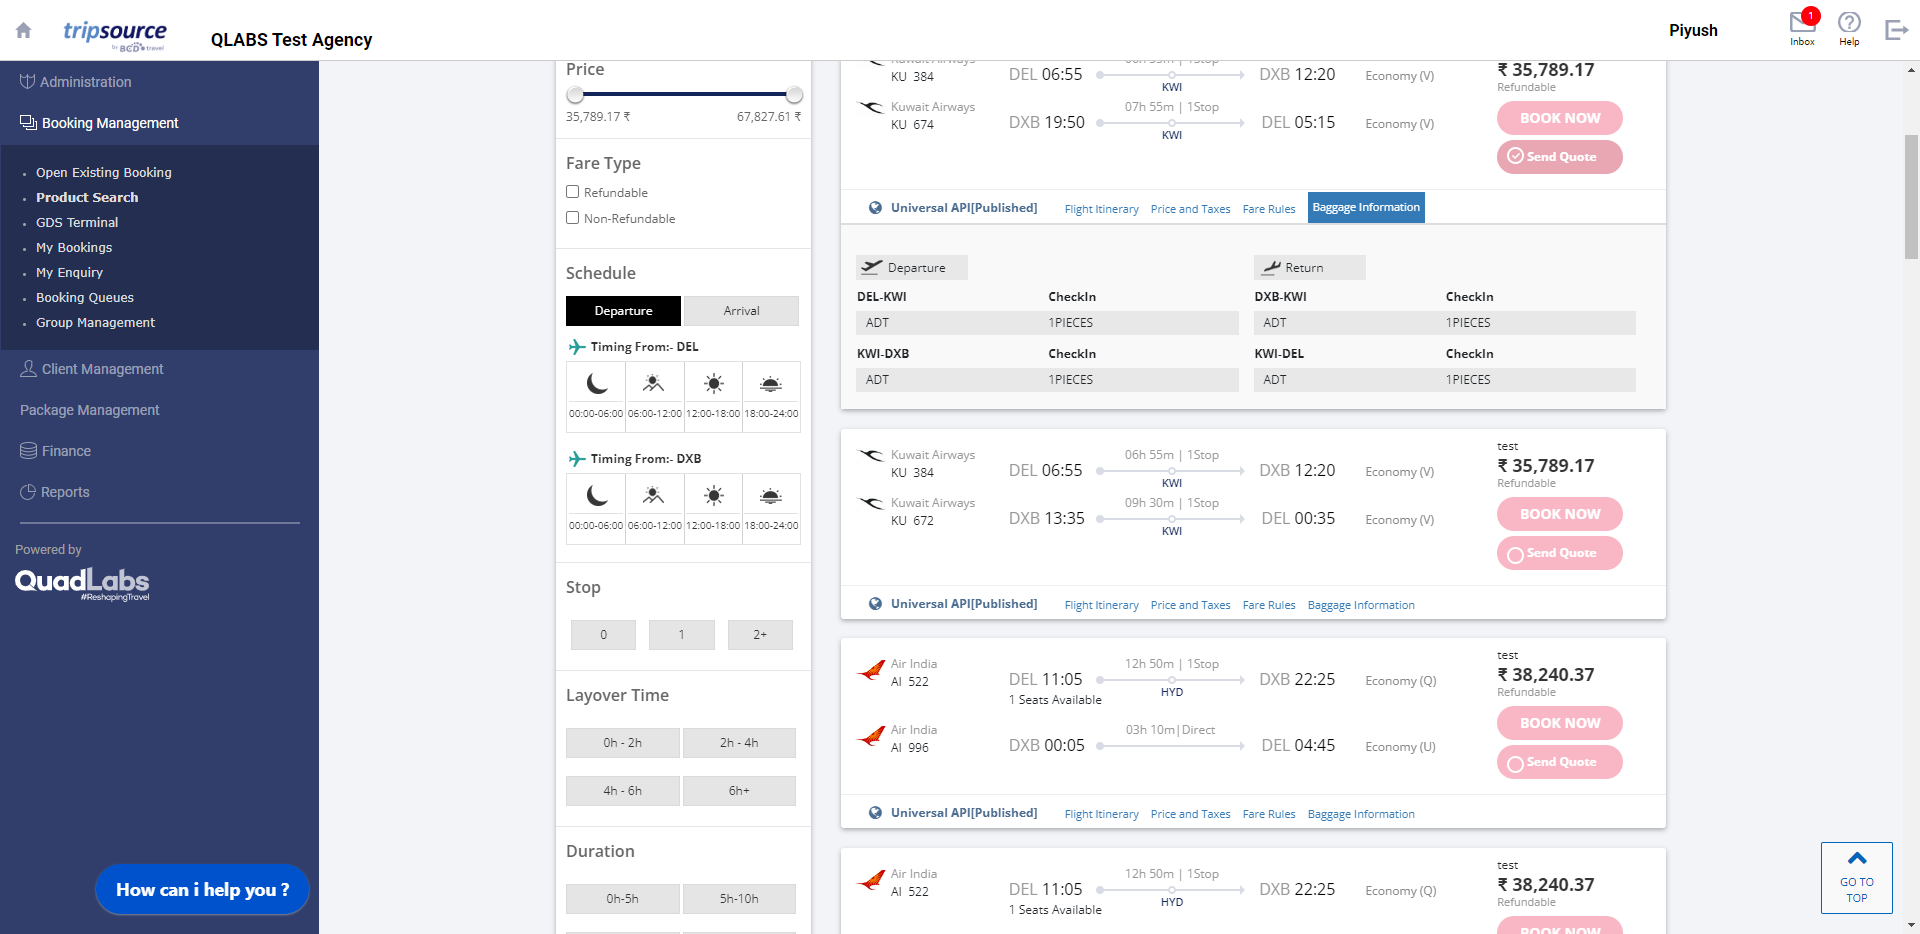 tripsource
by BCD travel
QLABS Test Agency
Piyush
1
Inbox
Help
Administration
Booking Management
Open Existing Booking
Product Search
GDS Terminal
My Bookings
My Enquiry
Booking Queues
Group Management
Client Management
Package Management
Finance
Reports
Powered by
QuadLabs
#ReshapingTravel
How can i help you ?
Price
35,789.17 ₹ 67,827.61 ₹
Fare Type
Refundable
Non-Refundable
Schedule
Departure Arrival
Timing From:- DEL
00:00-06:00 06:00-12:00 12:00-18:00 18:00-24:00
Timing From:- DXB
00:00-06:00 06:00-12:00 12:00-18:00 18:00-24:00
Stop
0 1 2+
Layover Time
0h - 2h 2h - 4h
4h - 6h 6h+
Duration
0h-5h 5h-10h
Kuwait Airways 06h 55m | 1Stop
KU 384 DEL 06:55 KWI DXB 12:20 Economy (V) ₹ 35,789.17
Refundable
Kuwait Airways 07h 55m | 1Stop
KU 674 DXB 19:50 KWI DEL 05:15 Economy (V)
BOOK NOW
Send Quote
Universal API[Published] Flight Itinerary Price and Taxes Fare Rules Baggage Information
Departure Return
DEL-KWI CheckIn DXB-KWI CheckIn
ADT 1PIECES ADT 1PIECES
KWI-DXB CheckIn KWI-DEL CheckIn
ADT 1PIECES ADT 1PIECES
test
Kuwait Airways 06h 55m | 1Stop
KU 384 DEL 06:55 KWI DXB 12:20 Economy (V) ₹ 35,789.17
Refundable
Kuwait Airways 09h 30m | 1Stop
KU 672 DXB 13:35 KWI DEL 00:35 Economy (V)
BOOK NOW
Send Quote
Universal API[Published] Flight Itinerary Price and Taxes Fare Rules Baggage Information
test
Air India 12h 50m | 1Stop
AI 522 DEL 11:05 HYD DXB 22:25 Economy (Q) ₹ 38,240.37
1 Seats Available Refundable
Air India 03h 10m|Direct
AI 996 DXB 00:05 DEL 04:45 Economy (U)
BOOK NOW
Send Quote
Universal API[Published] Flight Itinerary Price and Taxes Fare Rules Baggage Information
test
Air India 12h 50m | 1Stop
AI 522 DEL 11:05 HYD DXB 22:25 Economy (Q) ₹ 38,240.37
1 Seats Available Refundable
BOOK NOW
GO TO
TOP